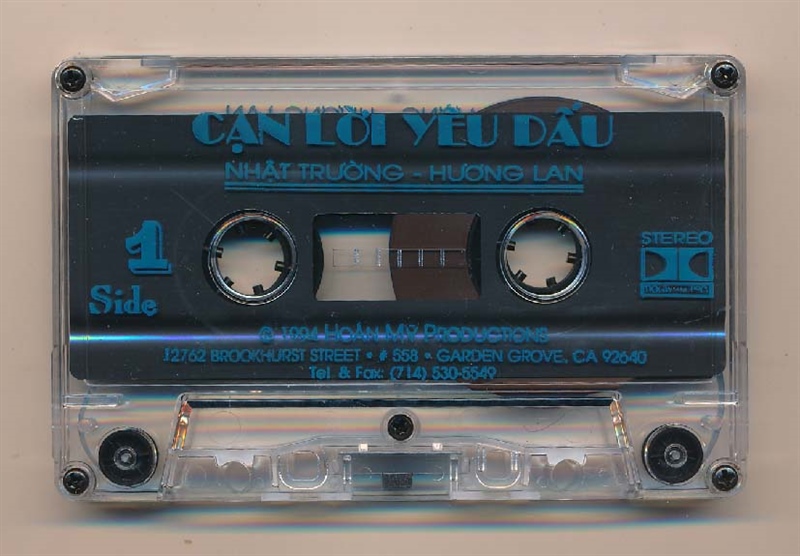 CẠN LỜI YÊU DẤU
NHẬT TRƯỜNG - HƯƠNG LAN
1
Side
STEREO
© 1994 HOÀN MỸ PRODUCTIONS
12762 BROOKHURST STREET • # 558 • GARDEN GROVE, CA 92640
Tel & Fax: (714) 530-5549